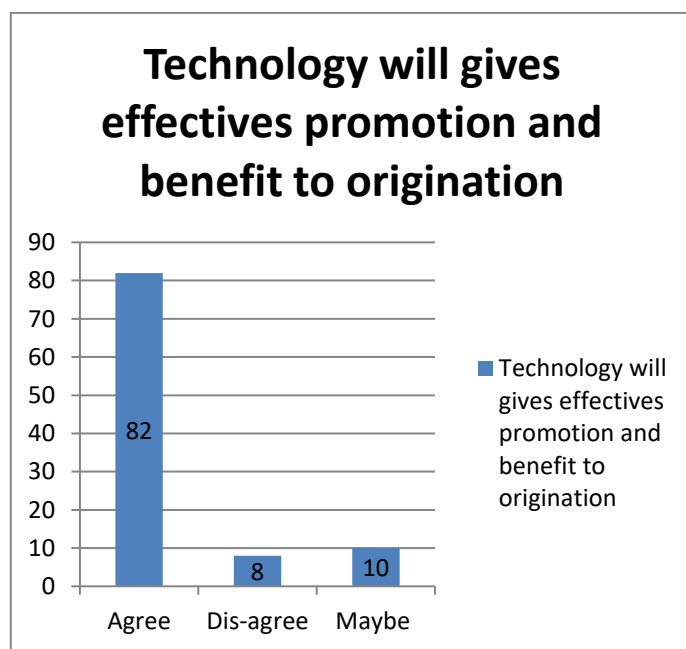 Technology will gives
effectives promotion and
benefit to origination
90
80
70
60
50
40
30
20
10
0
82
8
10
Agree
Dis-agree
Maybe
Technology will
gives effectives
promotion and
benefit to
origination